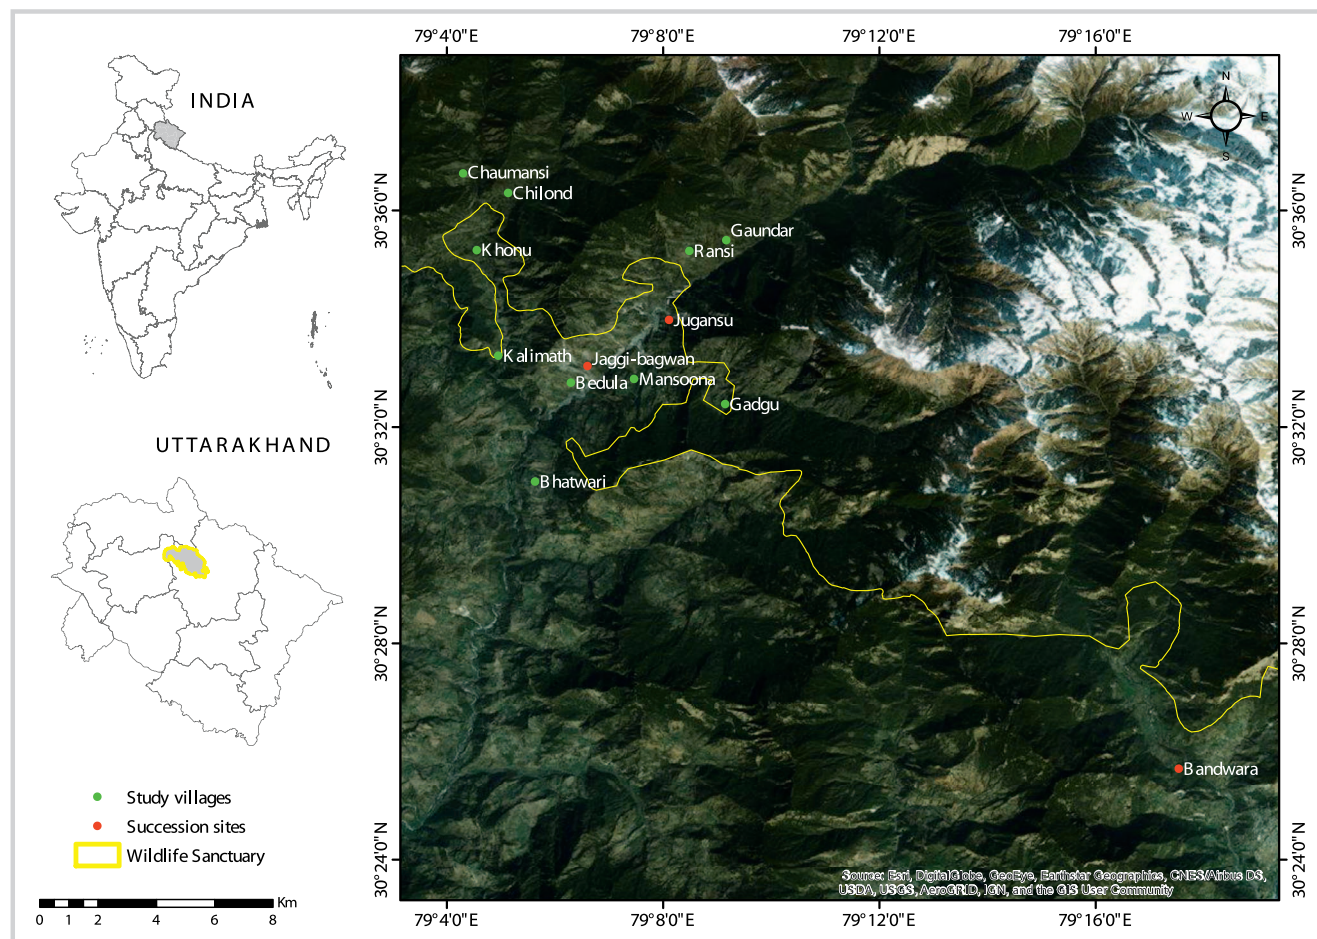 79°4'0"E 79°8'0"E 79°12'0"E 79°16'0"E
INDIA
N
W E
S
Chaumansi
Chilond
30°36'0"N 30°36'0"N
Gaundar
Khonu
Ransi
Jugansu
Kalimath
Jaggi-bagwan
Bedula
Mansoona
Gadgu
30°32'0"N 30°32'0"N
UTTARAKHAND
Bhatwari
30°28'0"N 30°28'0"N
Bandwara
Study villages
Succession sites
Wildlife Sanctuary
30°24'0"N 30°24'0"N
Source: Esri, DigitalGlobe, GeoEye, Earthstar Geographics, CNES/Airbus DS,
USDA, USGS, AeroGRID, IGN, and the GIS User Community
Km
0 1 2 4 6 8
79°4'0"E 79°8'0"E 79°12'0"E 79°16'0"E